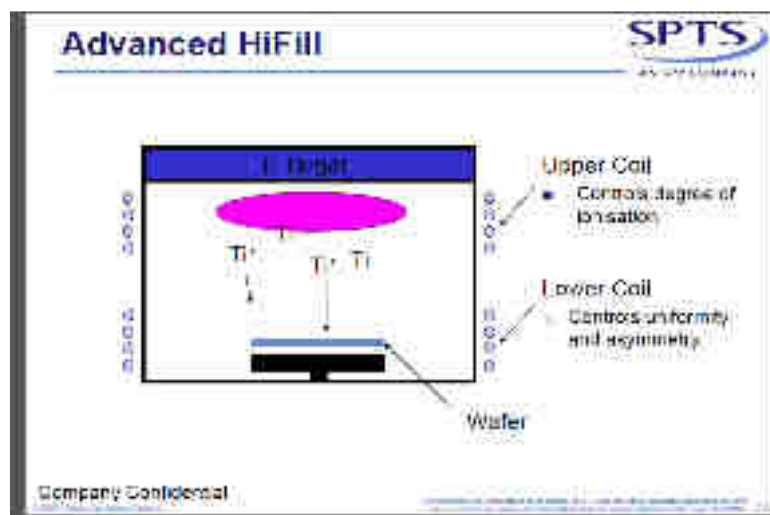 Advanced HiFill
SPTS
Target
Upper Coil
Controls degree of
ionisation
Ti+
Ti+ Ti
Lower Coil
Controls uniformity
and asymmetry
Wafer
Company Confidential